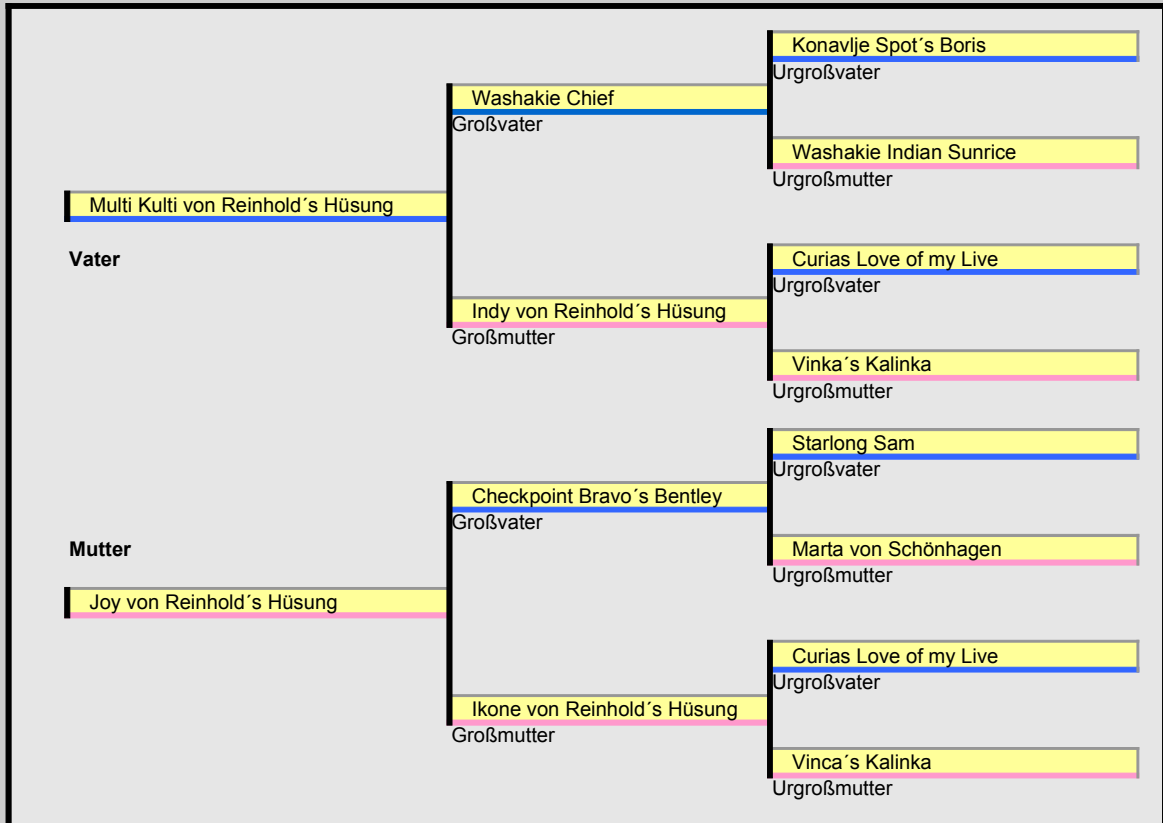 Konavlje Spot´s Boris
Urgroßvater
Washakie Chief
Großvater
Washakie Indian Sunrice
Urgroßmutter
Multi Kulti von Reinhold´s Hüsung
Vater
Curias Love of my Live
Urgroßvater
Indy von Reinhold´s Hüsung
Großmutter
Vinka´s Kalinka
Urgroßmutter
Starlong Sam
Urgroßvater
Checkpoint Bravo´s Bentley
Großvater
Mutter
Marta von Schönhagen
Urgroßmutter
Joy von Reinhold´s Hüsung
Curias Love of my Live
Urgroßvater
Ikone von Reinhold´s Hüsung
Großmutter
Vinca´s Kalinka
Urgroßmutter